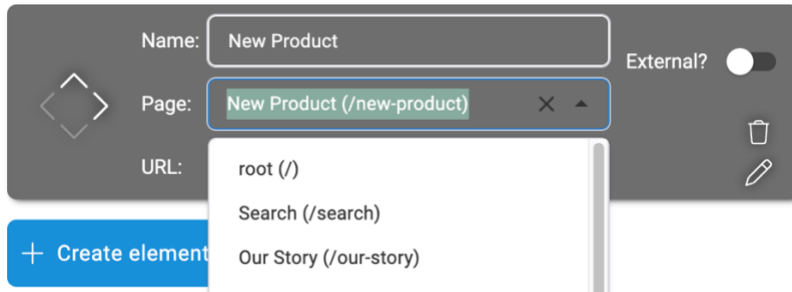 Name: New Product
External?
Page: New Product (/new-product)
URL:
root (/)
Search (/search)
Our Story (/our-story)
+ Create element